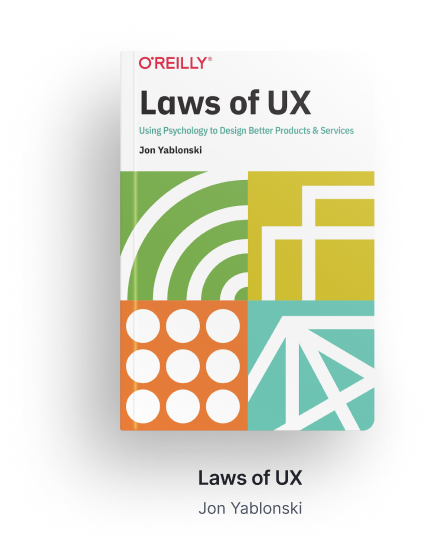 O'REILLY®
Laws of UX
Using Psychology to Design Better Products & Services
Jon Yablonski
Laws of UX
Jon Yablonski